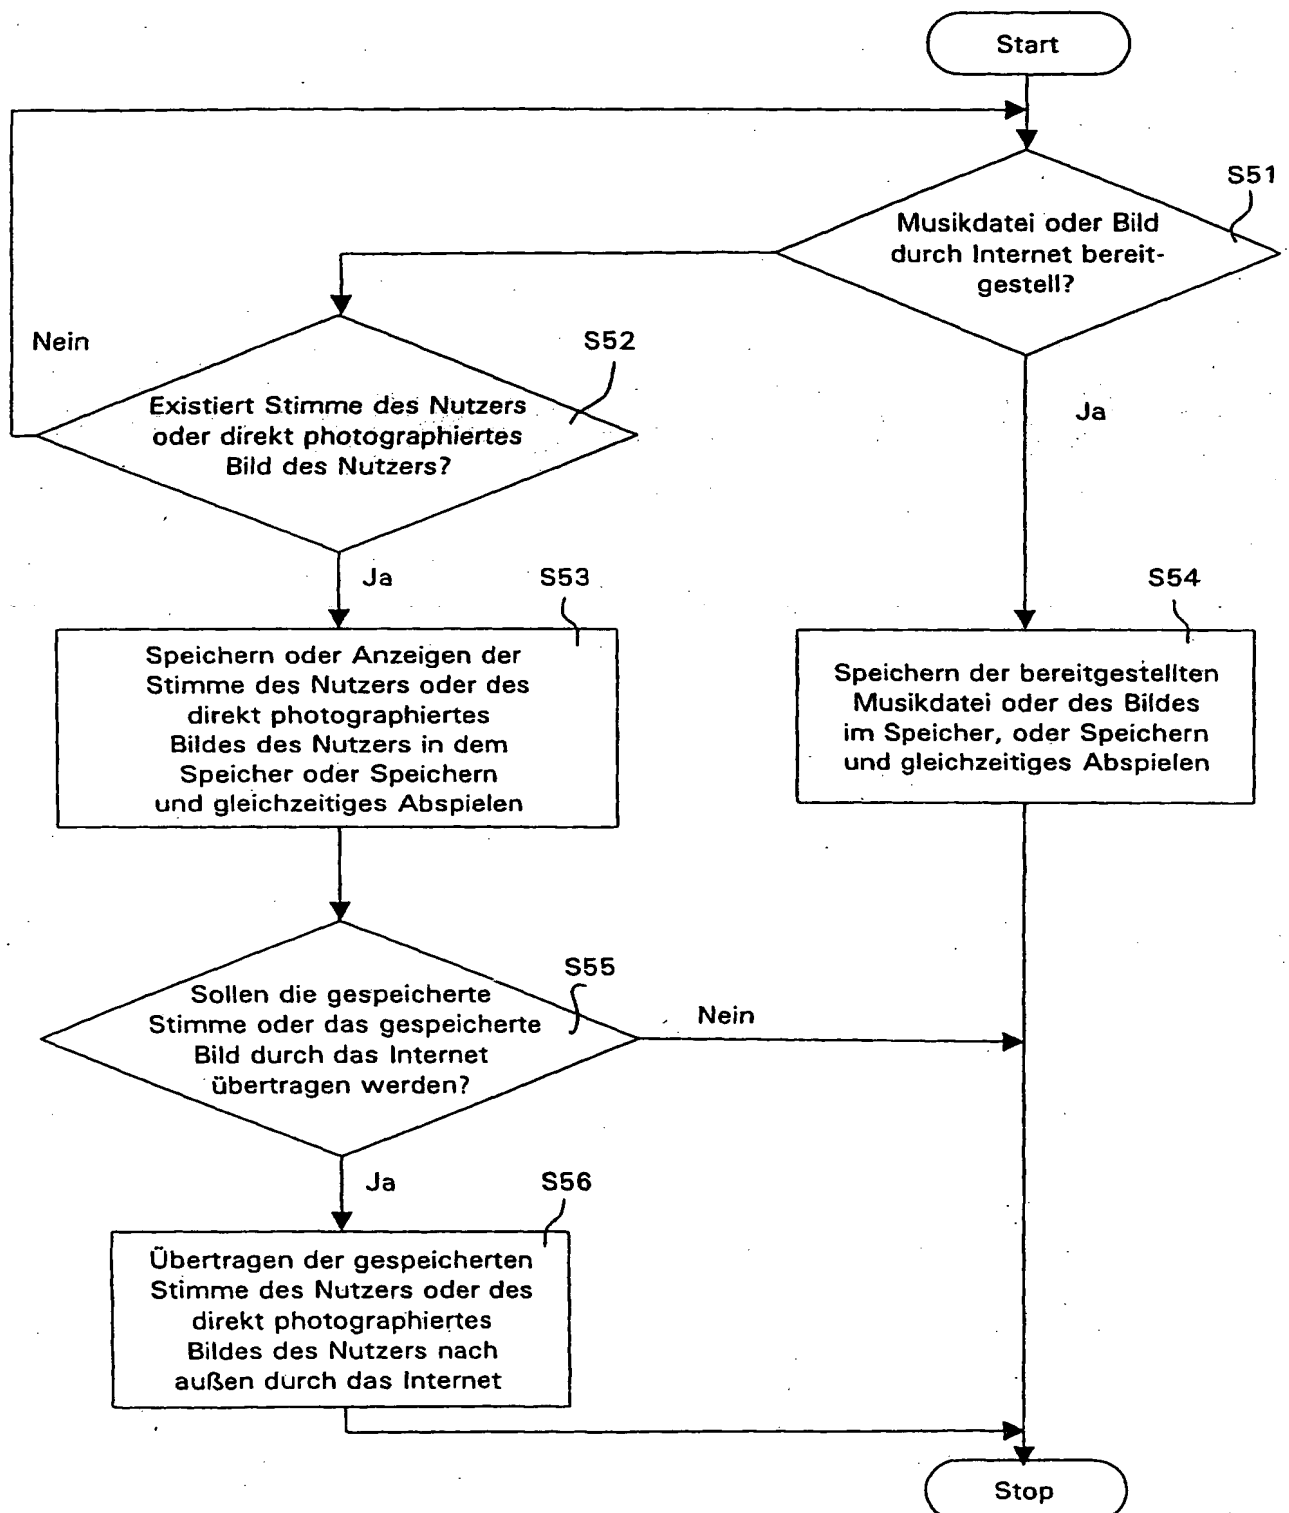 Start
S51
Musikdatei oder Bild
durch Internet bereit-
gestell?
Nein
S52
Existiert Stimme des Nutzers
oder direkt photographiertes
Bild des Nutzers?
Ja
Ja
S53
Speichern oder Anzeigen der
Stimme des Nutzers oder des
direkt photographiertes
Bildes des Nutzers in dem
Speicher oder Speichern
und gleichzeitiges Abspielen
S54
Speichern der bereitgestellten
Musikdatei oder des Bildes
im Speicher, oder Speichern
und gleichzeitiges Abspielen
S55
Sollen die gespeicherte
Stimme oder das gespeicherte
Bild durch das Internet
übertragen werden?
Nein
Ja
S56
Übertragen der gespeicherten
Stimme des Nutzers oder des
direkt photographiertes
Bildes des Nutzers nach
außen durch das Internet
Stop